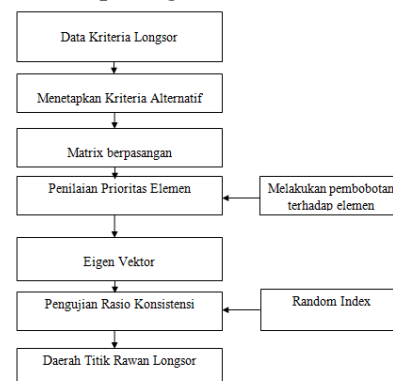 Data Kriteria Longsor
Menetapkan Kriteria Alternatif
Matrix berpasangan
Penilaian Prioritas Elemen
Melakukan pembobotan
terhadap elemen
Eigen Vektor
Pengujian Rasio Konsistensi
Random Index
Daerah Titik Rawan Longsor